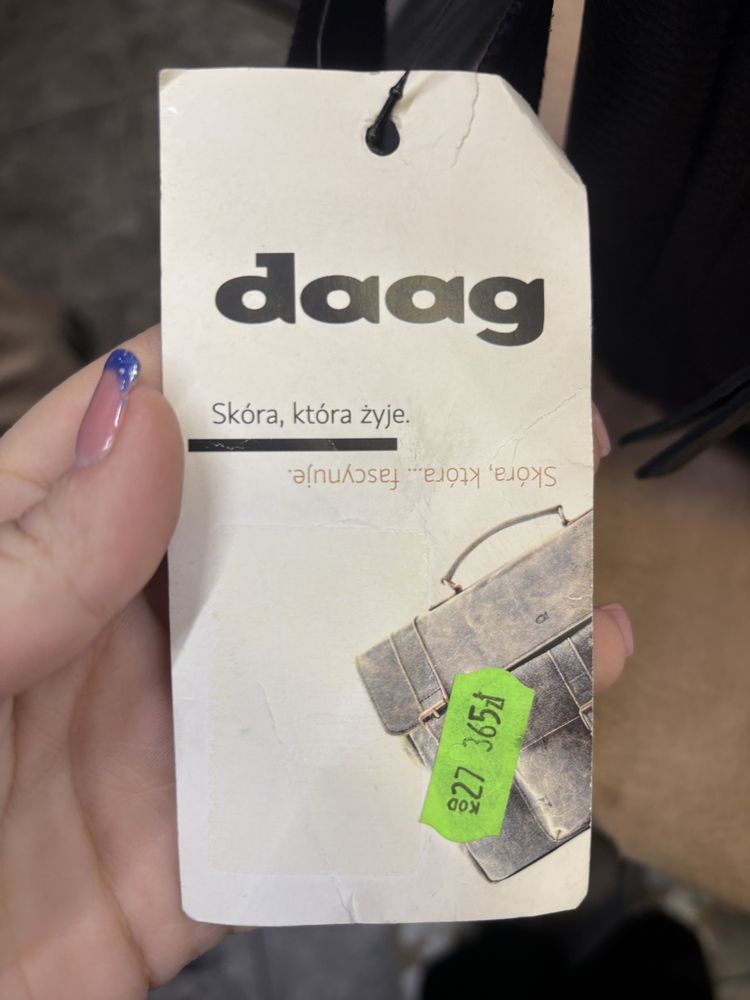 daag
Skóra, która żyje.
Skóra, która... fascynuje.
27 365zł